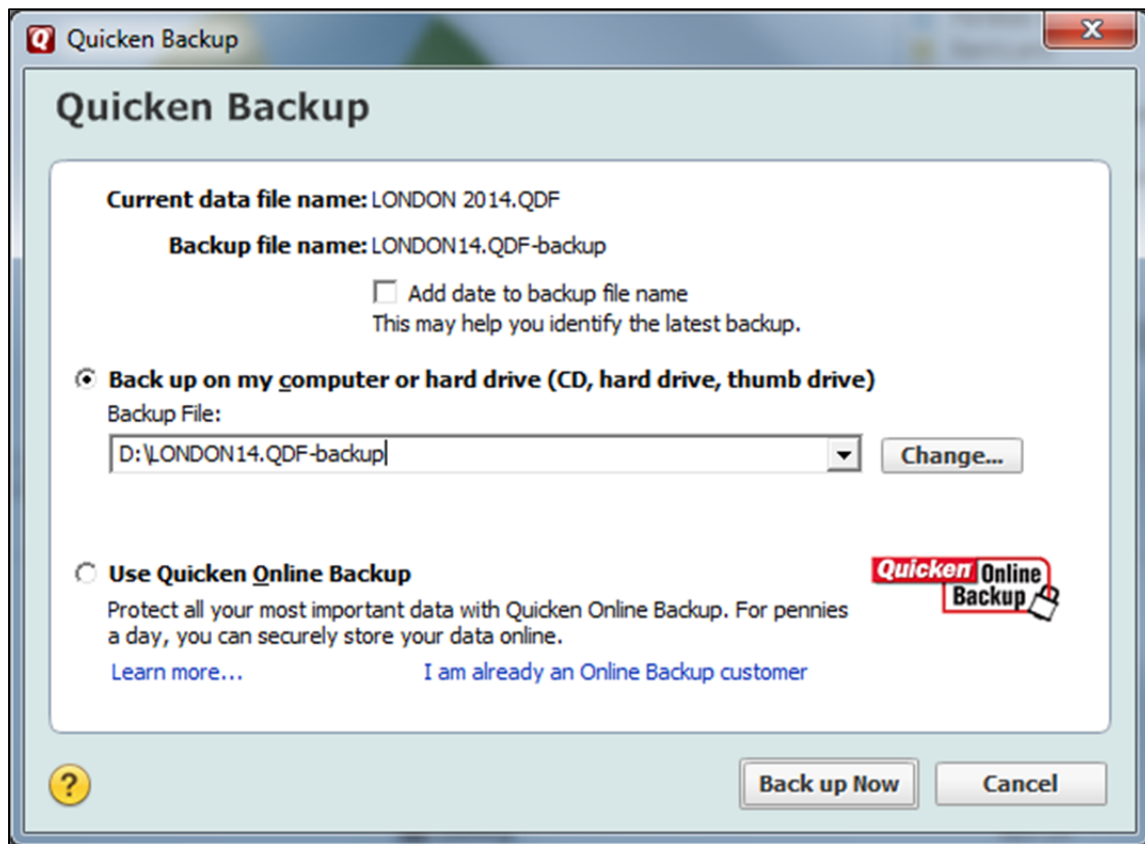 Quicken Backup
Quicken Backup
Current data file name: LONDON 2014.QDF
Backup file name: LONDON14.QDF-backup
Add date to backup file name
This may help you identify the latest backup.
Back up on my computer or hard drive (CD, hard drive, thumb drive)
Backup File:
D:\LONDON14.QDF-backup
Change...
Use Quicken Online Backup
Quicken Online
Backup
Protect all your most important data with Quicken Online Backup. For pennies
a day, you can securely store your data online.
Learn more... I am already an Online Backup customer
? Back up Now Cancel